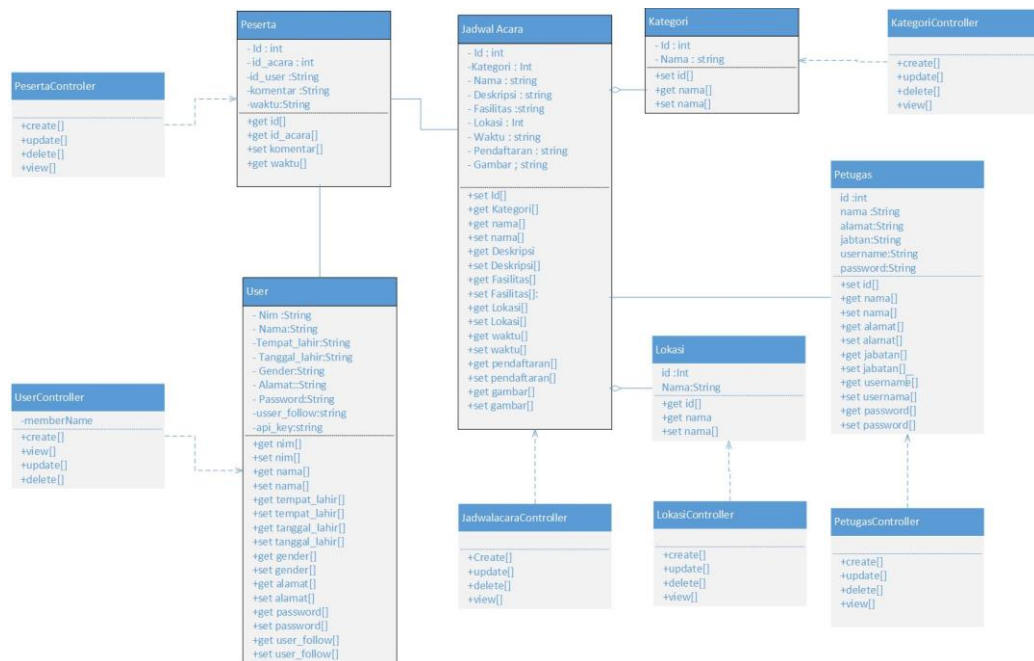 Peserta
- Id : int
- id_acara : int
-id_user :String
-komentar :String
-waktu:String
+get id[]
+get id_acara[]
+set komentar[]
+get waktu[]
PesertaControler
+create[]
+update[]
+delete[]
+view[]
Jadwal Acara
- Id : int
-Kategori : Int
- Nama : string
- Deskripsi : string
- Fasilitas :string
- Lokasi : Int
- Waktu : string
- Pendaftaran : string
- Gambar ; string
+set Id[]
+get Kategori[]
+get nama[]
+set nama[]
+get Deskripsi
+set Deskripsi[]
+get Fasilitas[]
+set Fasilitas[]:
+get Lokasi[]
+set Lokasi[]
+get waktu[]
+set waktu[]
+get pendaftaran[]
+set pendaftaran[]
+get gambar[]
+set gambar[]
Kategori
- Id : int
- Nama : string
+set id[]
+get nama[]
+set nama[]
KategoriController
+create[]
+update[]
+delete[]
+view[]
Petugas
id :int
nama :String
alamat:String
jabtan:String
username:String
password:String
+set id[]
+get nama[]
+set nama[]
+get alamat[]
+set alamat[]
+get jabatan[]
+set jabatan[]
+get username[]
+set usernama[]
+get password[]
+set password[]
User
- Nim :String
- Nama:String
-Tempat_lahir:String
- Tanggal_lahir:String
- Gender:String
- Alamat::String
- Password:String
-usser_follow:string
-api_key:string
+get nim[]
+set nim[]
+get nama[]
+set nama[]
+get tempat_lahir[]
+set tempat_lahir[]
+get tanggal_lahir[]
+set tanggal_lahir[]
+get gender[]
+set gender[]
+get alamat[]
+set alamat[]
+get password[]
+set password[]
+get user_follow[]
+set user_follow[]
UserController
-memberName
+create[]
+view[]
+update[]
+delete[]
Lokasi
id :Int
Nama:String
+get id[]
+get nama
+set nama[]
JadwalacaraController
+Create[]
+update[]
+delete[]
+view[]
LokasiController
+create[]
+update[]
+delete[]
+view[]
PetugasController
+create[]
+update[]
+delete[]
+view[]